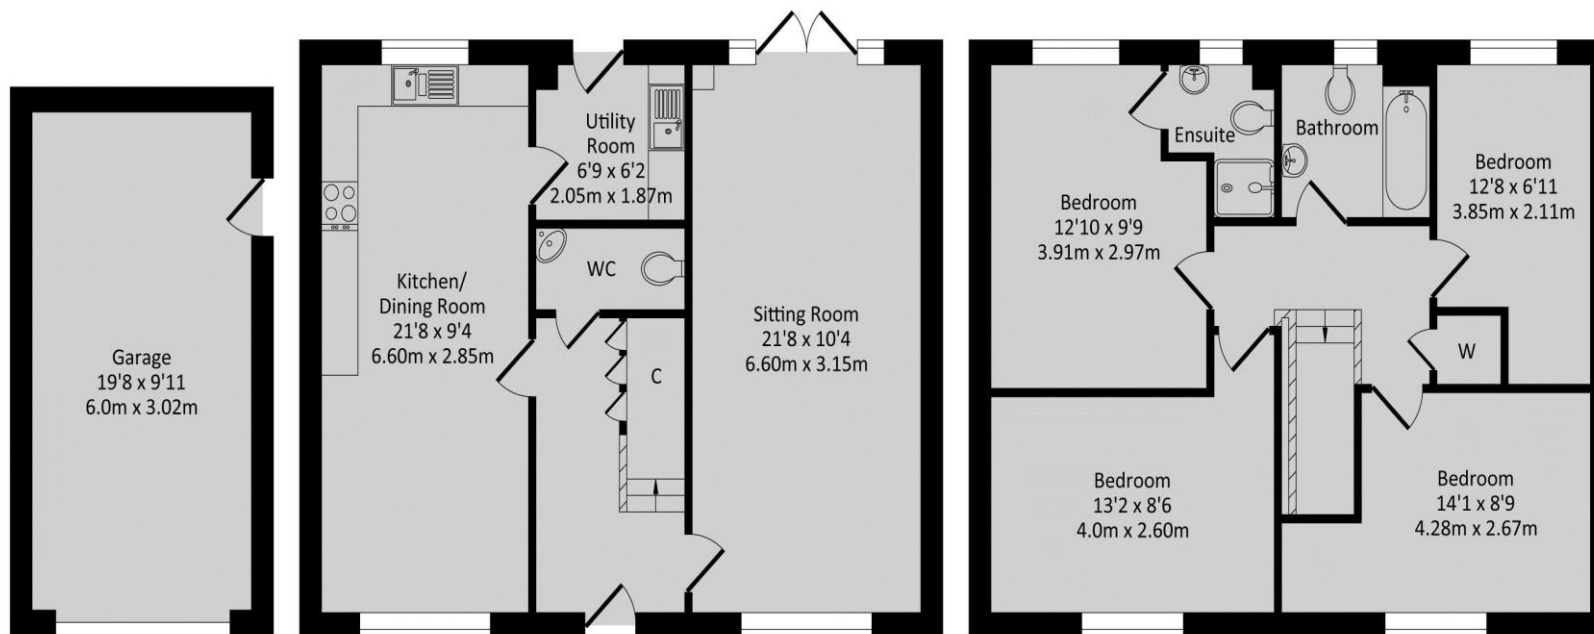 Garage
19'8 x 9'11
6.0m x 3.02m
Kitchen/
Dining Room
21'8 x 9'4
6.60m x 2.85m
Utility
Room
6'9 x 6'2
2.05m x 1.87m
WC
C
Sitting Room
21'8 x 10'4
6.60m x 3.15m
Bedroom
12'10 x 9'9
3.91m x 2.97m
Ensuite
Bathroom
Bedroom
12'8 x 6'11
3.85m x 2.11m
W
Bedroom
13'2 x 8'6
4.0m x 2.60m
Bedroom
14'1 x 8'9
4.28m x 2.67m